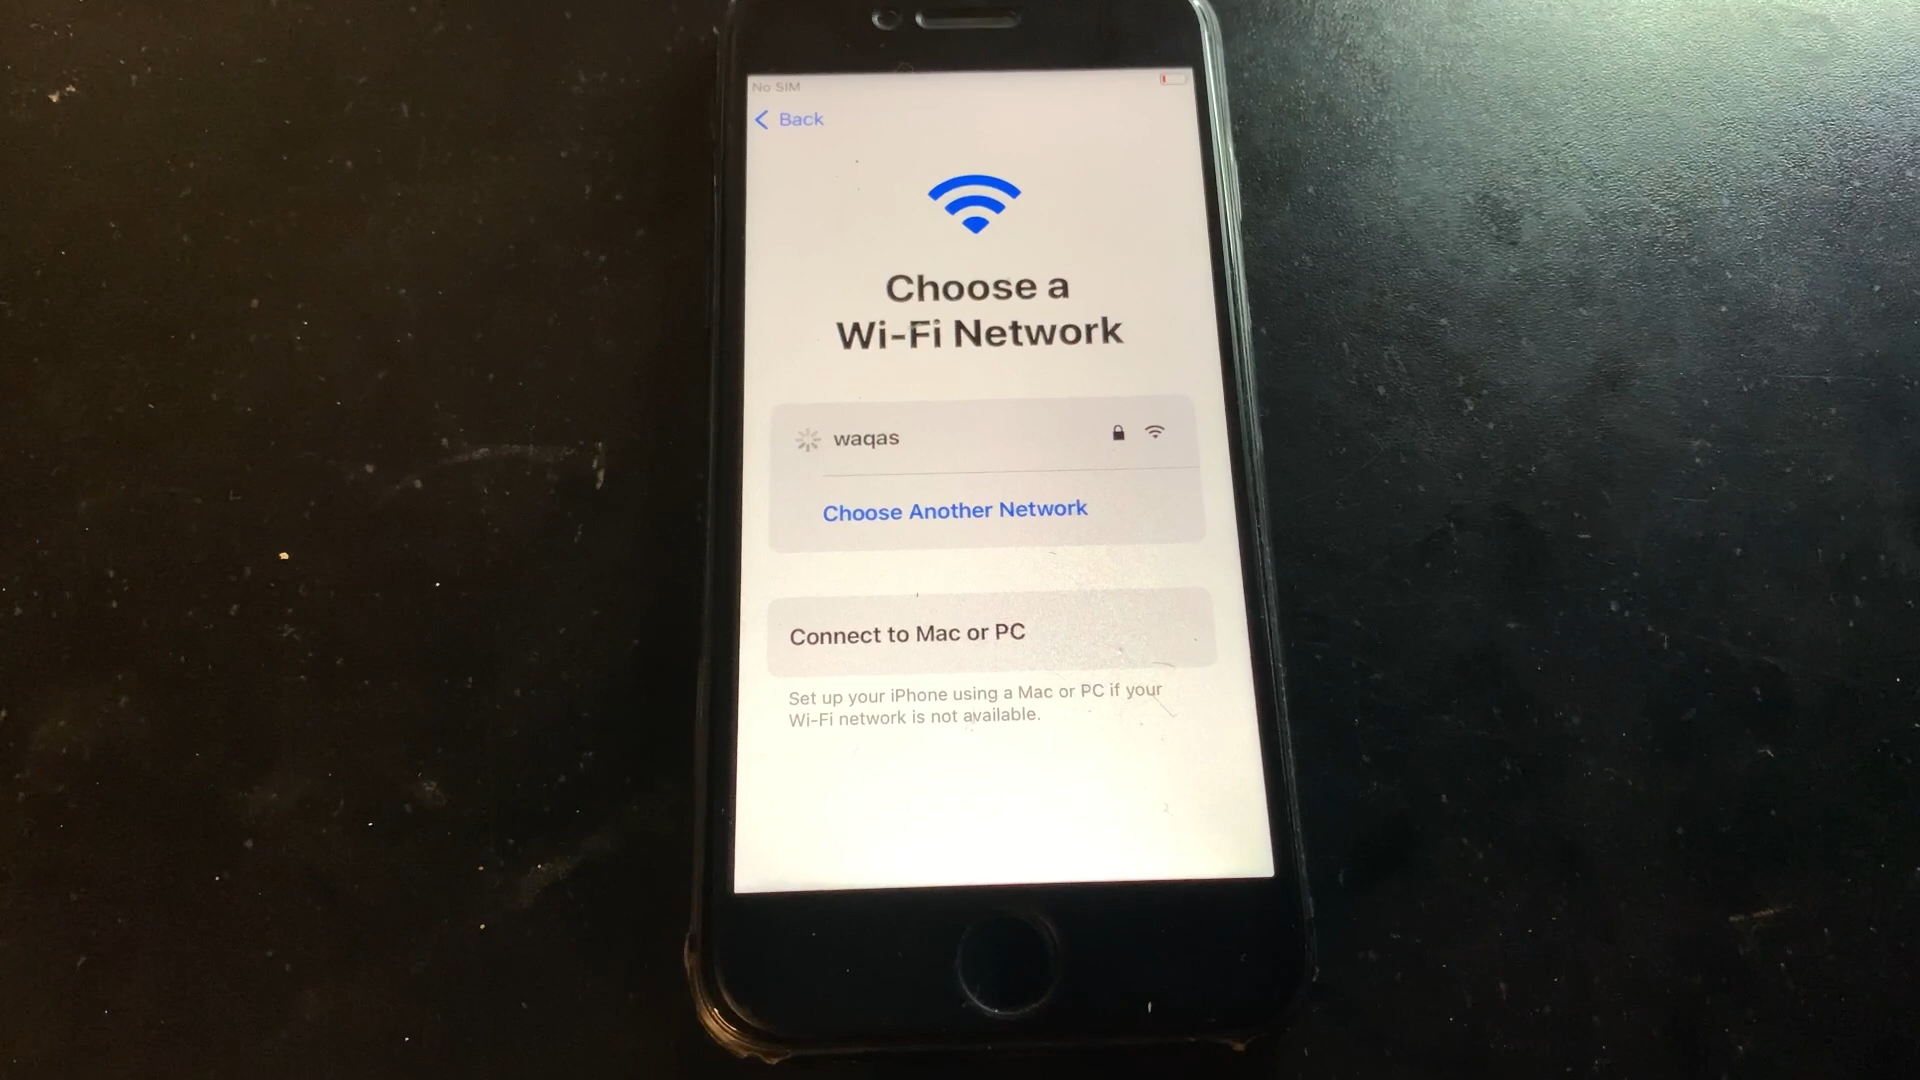 No SIM
Back
Choose a
Wi-Fi Network
waqas
Choose Another Network
Connect to Mac or PC
Set up your iPhone using a Mac or PC if your
Wi-Fi network is not available.